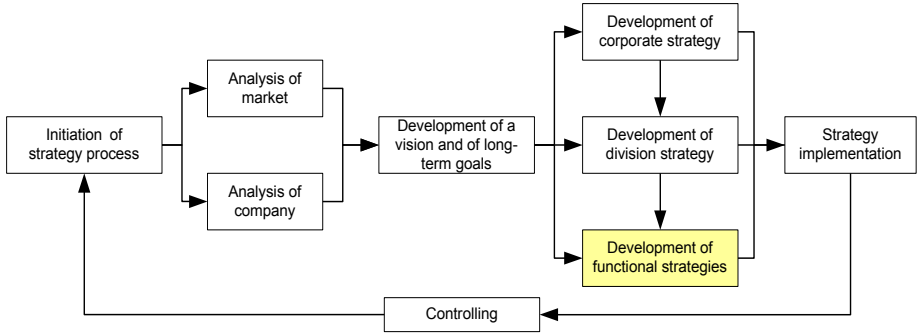 Initiation of
strategy process
Analysis of
market
Analysis of
company
Development of a
vision and of long-
term goals
Development of
corporate strategy
Development of
division strategy
Development of
functional strategies
Strategy
implementation
Controlling